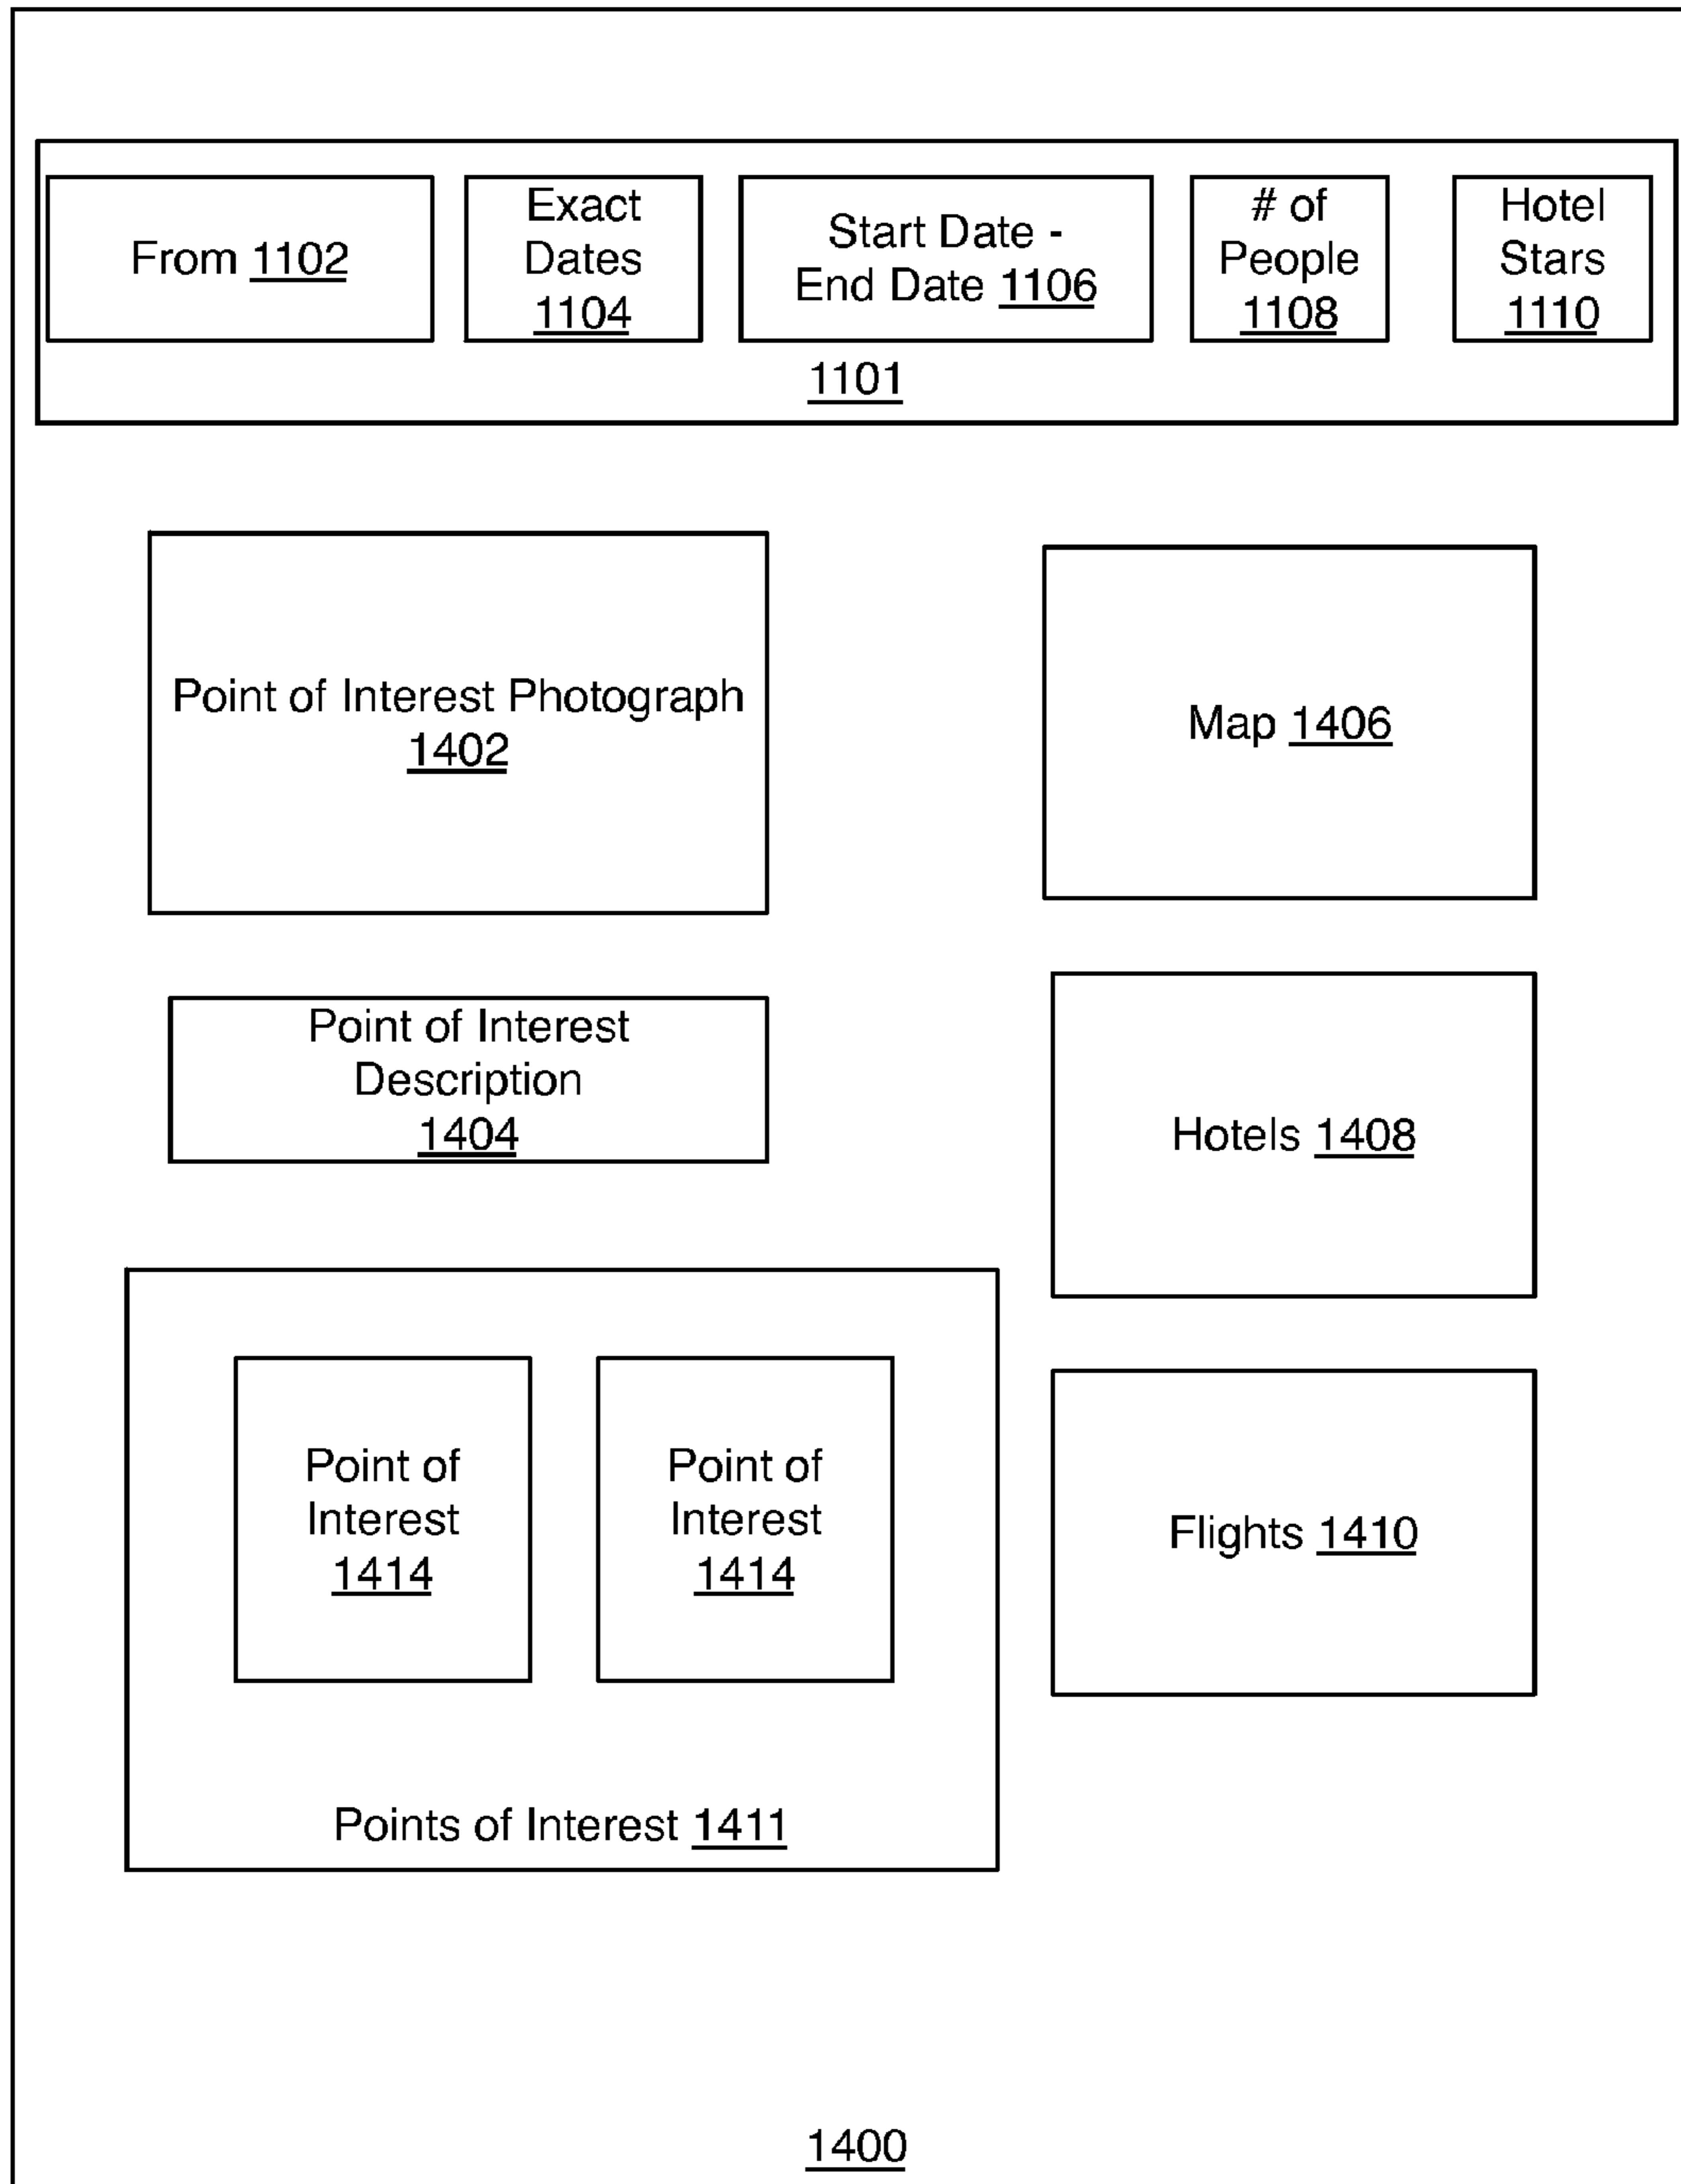 From 1102
Exact
Dates
1104
Start Date -
End Date 1106
# of
People
1108
Hotel
Stars
1110
1101
Point of Interest Photograph
1402
Map 1406
Point of Interest
Description
1404
Hotels 1408
Point of
Interest
1414
Point of
Interest
1414
Flights 1410
Points of Interest 1411
1400